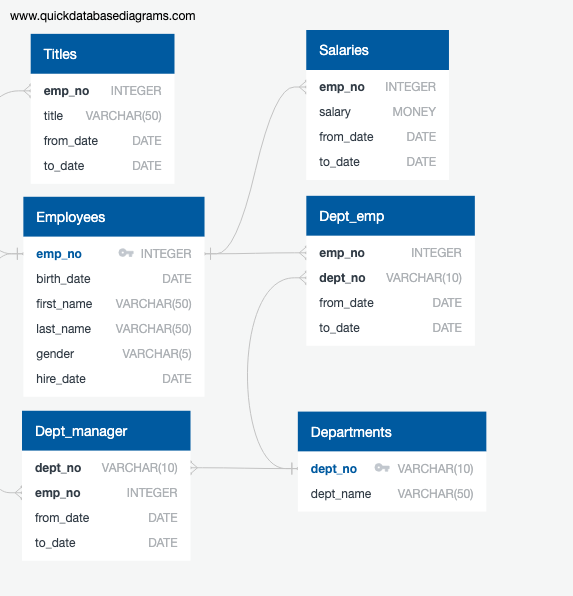 www.quickdatabasediagrams.com
Titles
emp_no INTEGER
title VARCHAR(50)
from_date DATE
to_date DATE
Salaries
emp_no INTEGER
salary MONEY
from_date DATE
to_date DATE
Employees
emp_no INTEGER
birth_date DATE
first_name VARCHAR(50)
last_name VARCHAR(50)
gender VARCHAR(5)
hire_date DATE
Dept_emp
emp_no INTEGER
dept_no VARCHAR(10)
from_date DATE
to_date DATE
Dept_manager
dept_no VARCHAR(10)
emp_no INTEGER
from_date DATE
to_date DATE
Departments
dept_no VARCHAR(10)
dept_name VARCHAR(50)